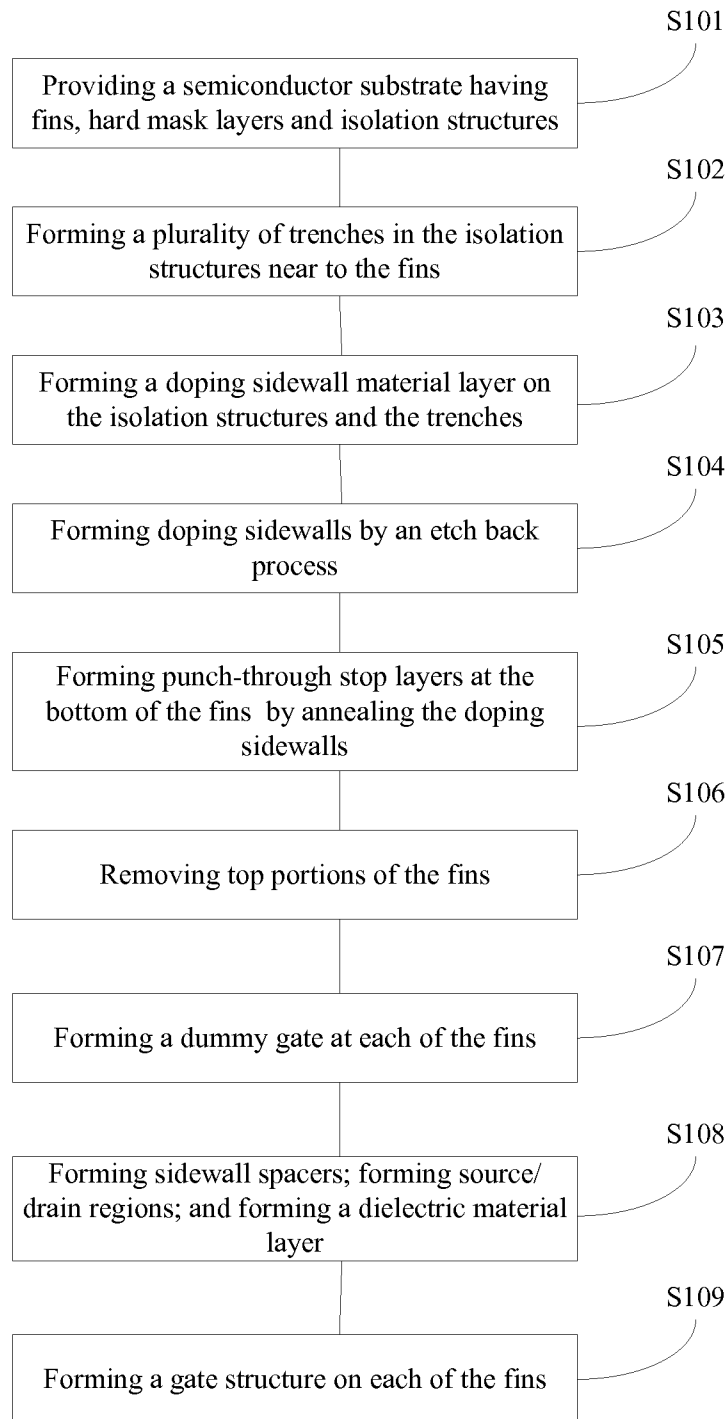 S101
Providing a semiconductor substrate having
fins, hard mask layers and isolation structures
S102
Forming a plurality of trenches in the isolation
structures near to the fins
S103
Forming a doping sidewall material layer on
the isolation structures and the trenches
S104
Forming doping sidewalls by an etch back
process
S105
Forming punch-through stop layers at the
bottom of the fins by annealing the doping
sidewalls
S106
Removing top portions of the fins
S107
Forming a dummy gate at each of the fins
S108
Forming sidewall spacers; forming source/
drain regions; and forming a dielectric material
layer
S109
Forming a gate structure on each of the fins